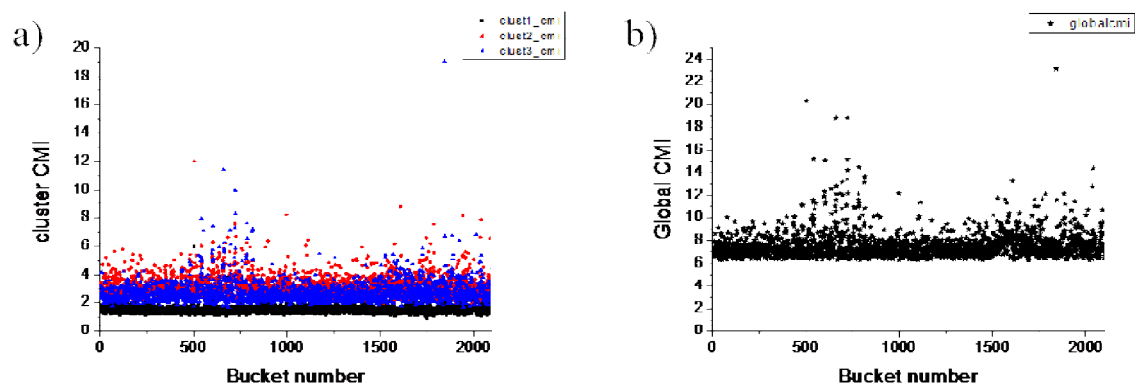 a)
clust1_cmi
clust2_cmi
clust3_cmi
20
18
16
14
12
10
8
6
4
2
0
cluster CMI
0 500 1000 1500 2000
Bucket number
b)
globalcmi
24
22
20
18
16
14
12
10
8
6
4
2
0
Global CMI
0 500 1000 1500 2000
Bucket number